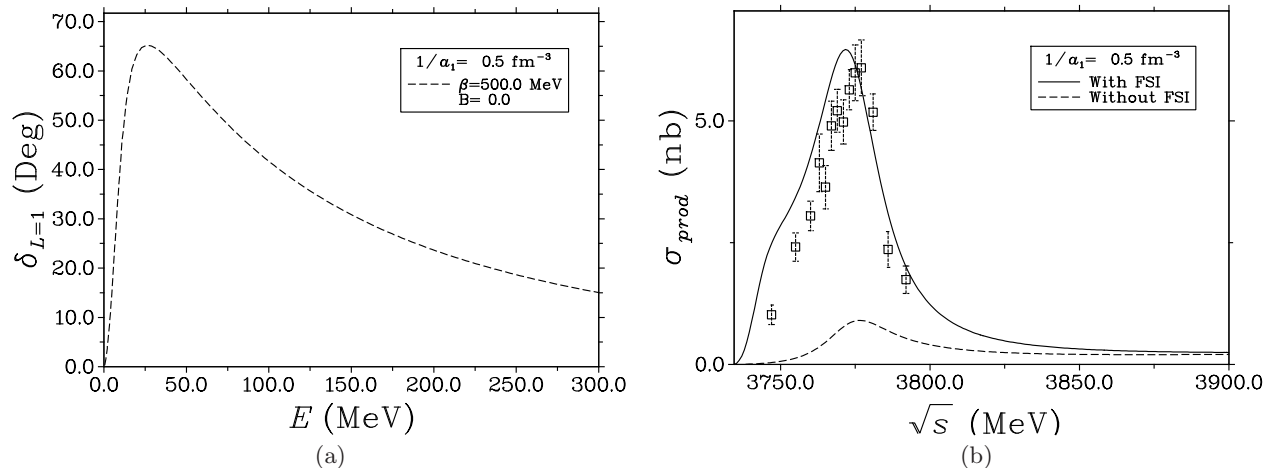 70.0
60.0
50.0
40.0
30.0
20.0
10.0
0.0
δ_{L=1} (Deg)
1/a₁= 0.5 fm⁻³
β=500.0 MeV
B= 0.0
0.0 50.0 100.0 150.0 200.0 250.0 300.0
E (MeV)
(a)
5.0
0.0
σ_{prod} (nb)
1/a₁= 0.5 fm⁻³
With FSI
Without FSI
3750.0 3800.0 3850.0 3900.0
√s (MeV)
(b)